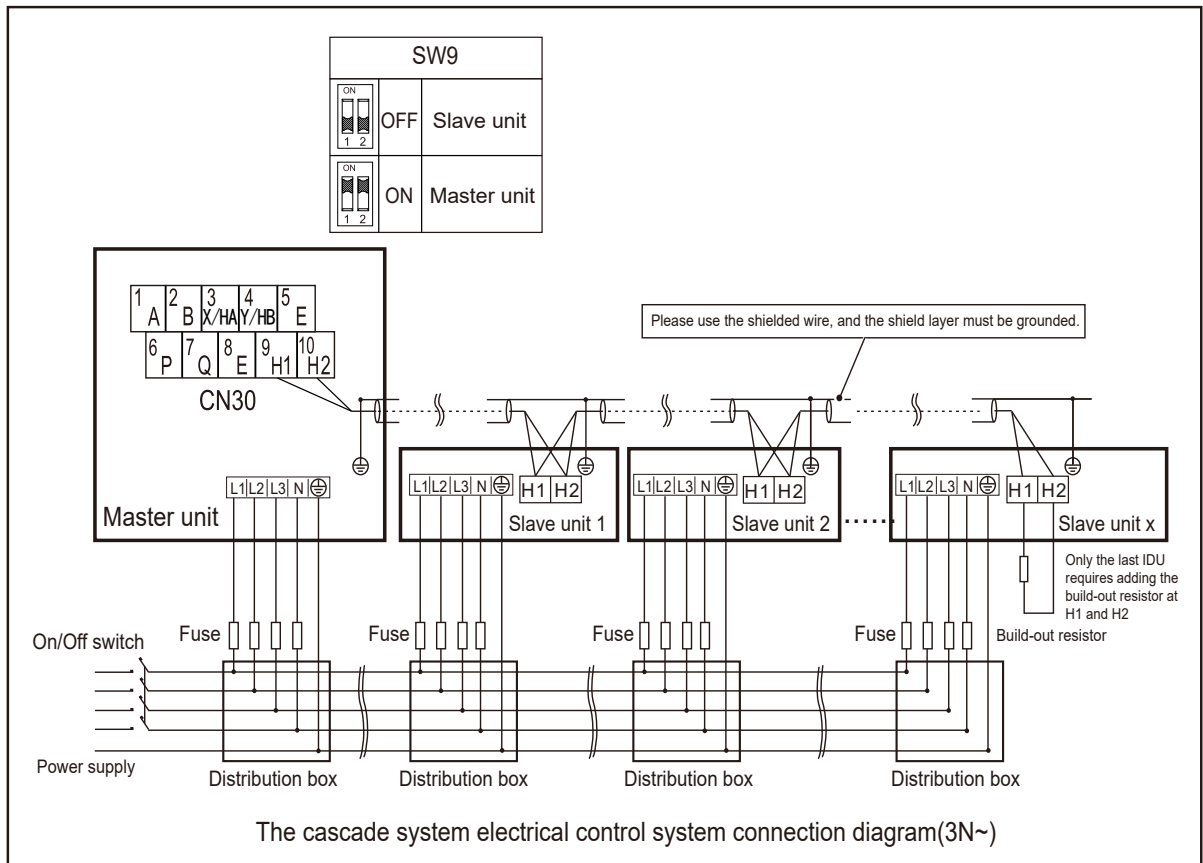 SW9
ON
1 2
OFF
Slave unit
ON
1 2
ON
Master unit
1 A
2 B
3 X/HA
4 Y/HB
5 E
6 P
7 Q
8 E
9 H1
10 H2
CN30
Please use the shielded wire, and the shield layer must be grounded.
L1 L2 L3 N
Master unit
L1 L2 L3 N
H1 H2
Slave unit 1
L1 L2 L3 N
H1 H2
Slave unit 2
L1 L2 L3 N
H1 H2
Slave unit x
Only the last IDU
requires adding the
build-out resistor at
H1 and H2
Build-out resistor
On/Off switch
Fuse
Fuse
Fuse
Fuse
Power supply
Distribution box
Distribution box
Distribution box
Distribution box
The cascade system electrical control system connection diagram(3N~)